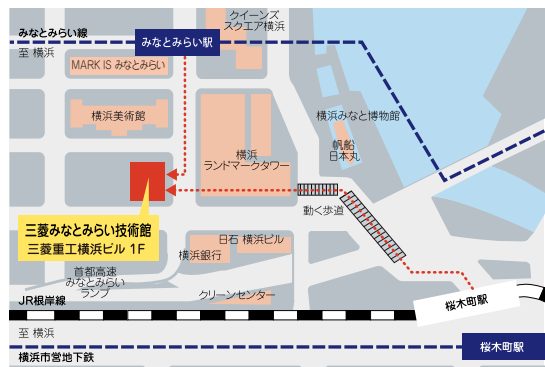 クイーンズ
スクエア横浜
みなとみらい線
みなとみらい駅
至 横浜
MARK IS みなとみらい
横浜美術館
横浜みなと博物館
帆船
日本丸
横浜
ランドマークタワー
動く歩道
三菱みなとみらい技術館
三菱重工横浜ビル 1F
日石 横浜ビル
横浜銀行
首都高速
みなとみらい
ランプ
クリーンセンター
JR根岸線
桜木町駅
至 横浜
桜木町駅
横浜市営地下鉄